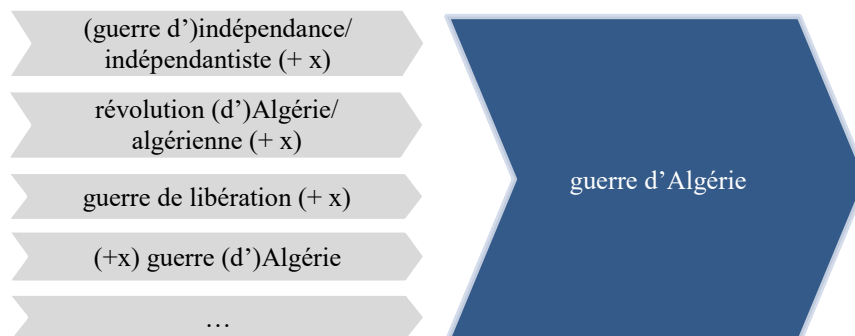 (guerre d’)indépendance/
indépendantiste (+ x)
révolution (d’)Algérie/
algérienne (+ x)
guerre de libération (+ x)
(+x) guerre (d’)Algérie
…
guerre d’Algérie